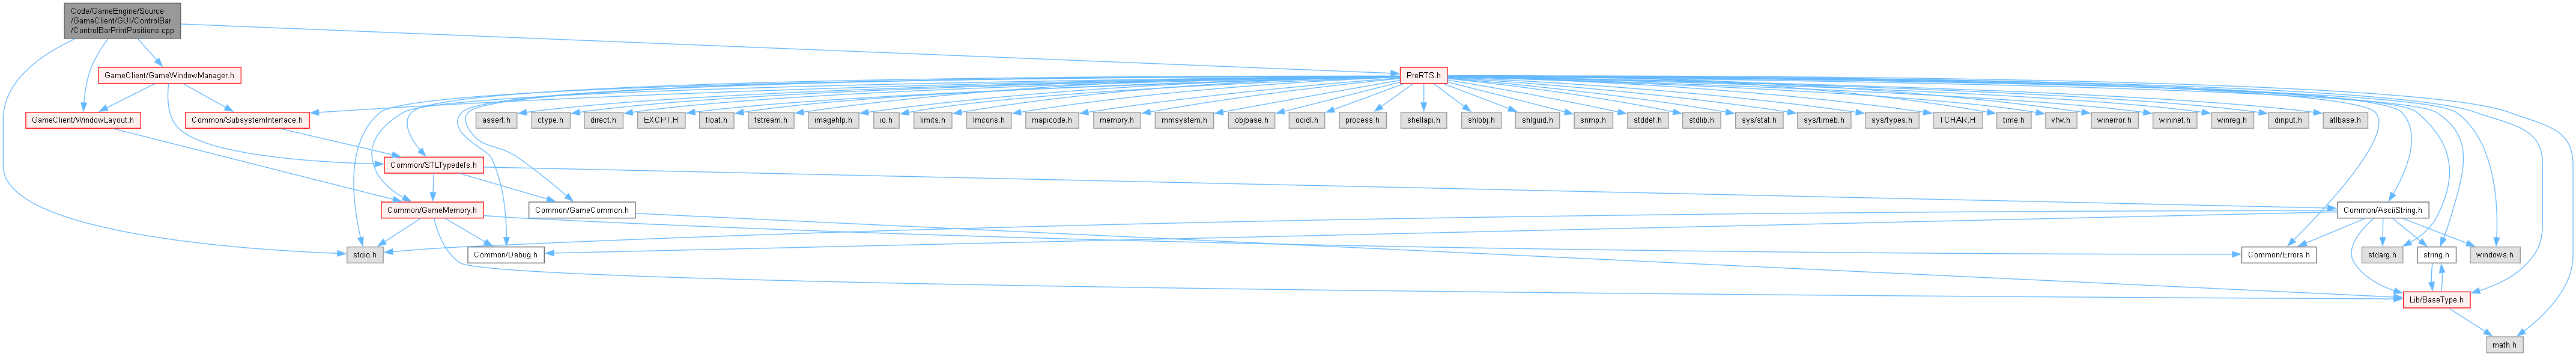 Code/GameEngine/Source
/GameClient/GUI/ControlBar
/ControlBarPrintPositions.cpp
GameClient/GameWindowManager.h
PreRTS.h
GameClient/WindowLayout.h
Common/SubsystemInterface.h
assert.h
ctype.h
direct.h
EXCPT.H
float.h
fstream.h
imagehlp.h
io.h
limits.h
lmcons.h
mapicode.h
memory.h
mmsystem.h
objbase.h
ocidl.h
process.h
shellapi.h
shlobj.h
shlguid.h
snmp.h
stddef.h
stdlib.h
sys/stat.h
sys/timeb.h
sys/types.h
TCHAR.H
time.h
vfw.h
winerror.h
wininet.h
winreg.h
dinput.h
atlbase.h
Common/STLTypedefs.h
Common/GameMemory.h
Common/GameCommon.h
Common/AsciiString.h
stdio.h
Common/Debug.h
Common/Errors.h
stdarg.h
string.h
windows.h
Lib/BaseType.h
math.h